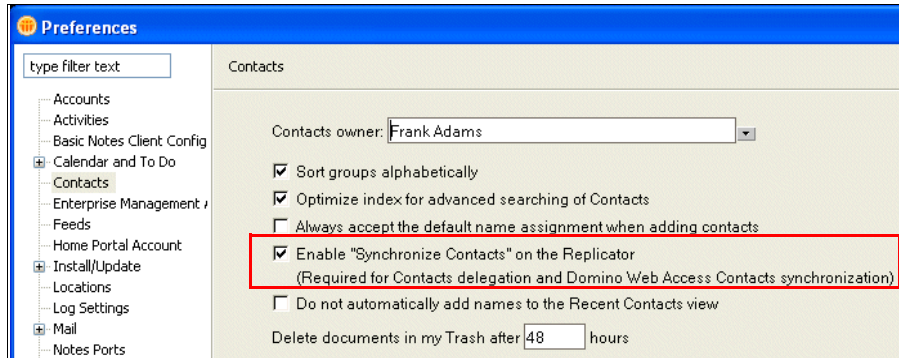 Preferences
type filter text
Accounts
Activities
Basic Notes Client Config
Calendar and To Do
Contacts
Enterprise Management
Feeds
Home Portal Account
Install/Update
Locations
Log Settings
Mail
Notes Ports
Contacts
Contacts owner: Frank Adams
Sort groups alphabetically
Optimize index for advanced searching of Contacts
Always accept the default name assignment when adding contacts
Enable "Synchronize Contacts" on the Replicator
(Required for Contacts delegation and Domino Web Access Contacts synchronization)
Do not automatically add names to the Recent Contacts view
Delete documents in my Trash after 48 hours